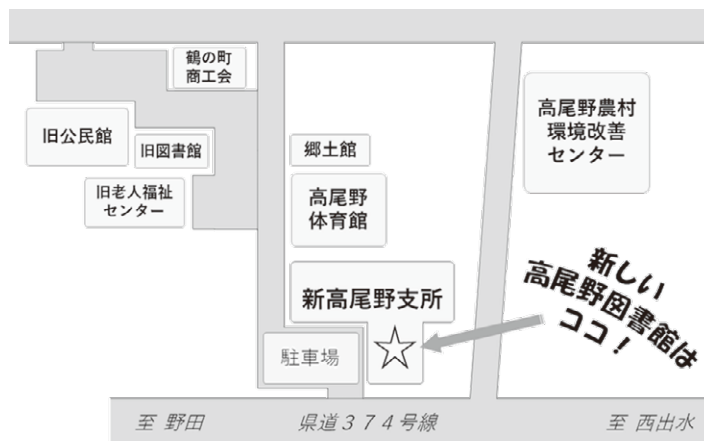 鶴の町
商工会
旧公民館
旧図書館
旧老人福祉
センター
郷土館
高尾野
体育館
高尾野農村
環境改善
センター
新高尾野支所
駐車場
新しい
高尾野図書館は
ココ！
至 野田
県道３７４号線
至 西出水